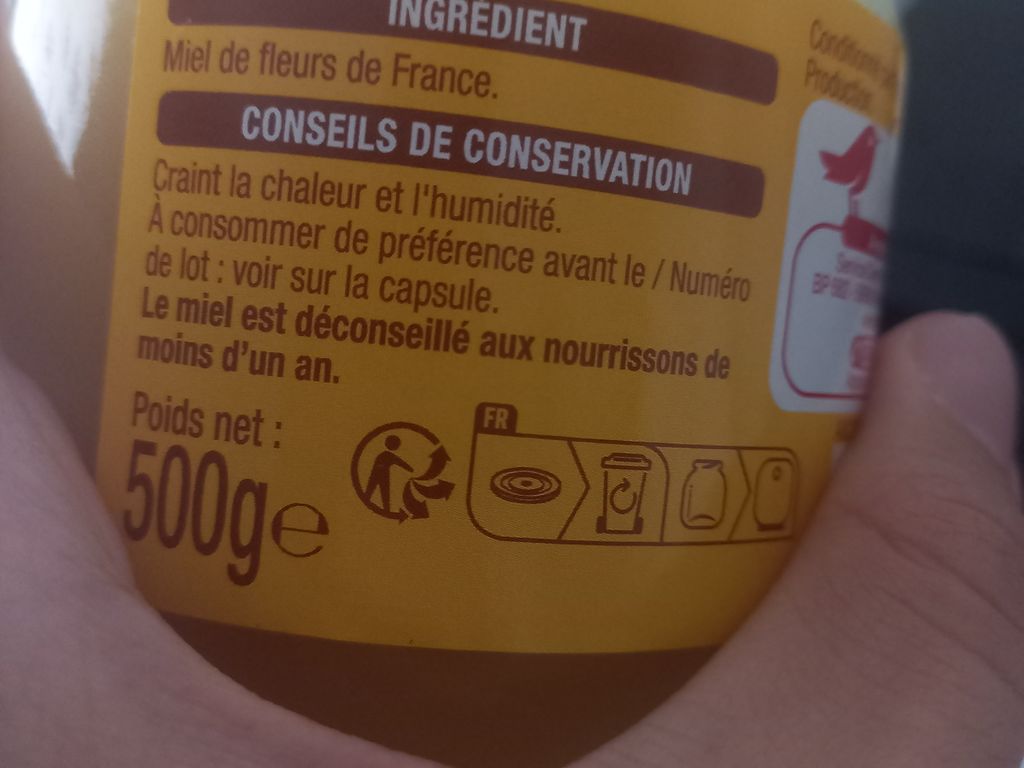 INGRÉDIENT
Miel de fleurs de France.
CONSEILS DE CONSERVATION
Craint la chaleur et l'humidité.
À consommer de préférence avant le / Numéro
de lot : voir sur la capsule.
Le miel est déconseillé aux nourrissons de
moins d'un an.
Poids net :
500g e
FR
Production